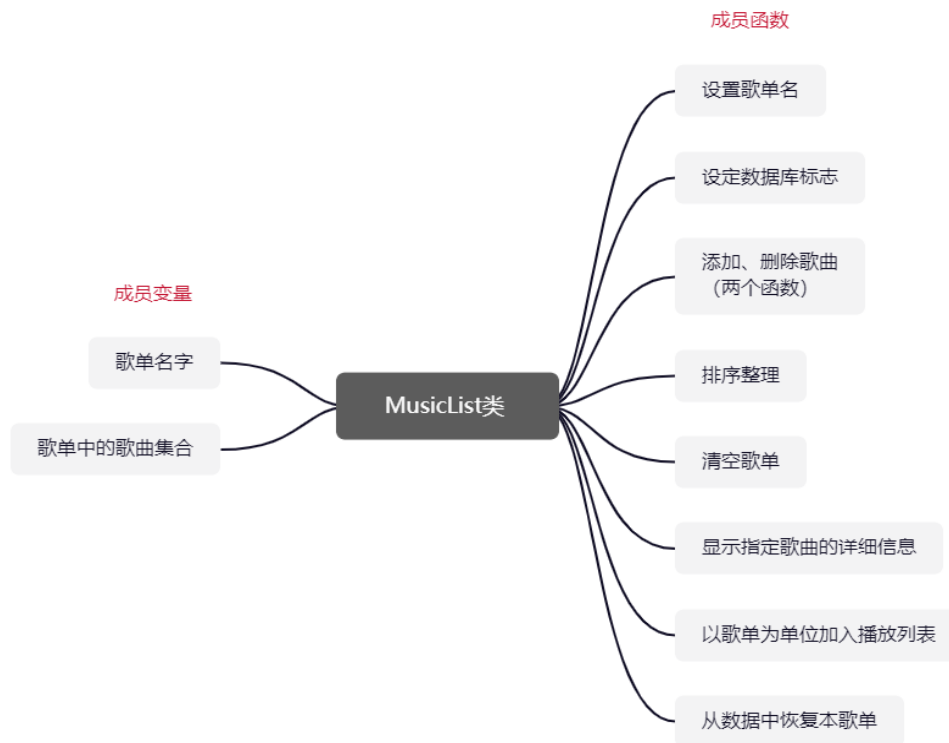 成员函数
设置歌单名
设定数据库标志
添加、删除歌曲
（两个函数）
成员变量
歌单名字
排序整理
MusicList类
歌单中的歌曲集合
清空歌单
显示指定歌曲的详细信息
以歌单为单位加入播放列表
从数据中恢复本歌单